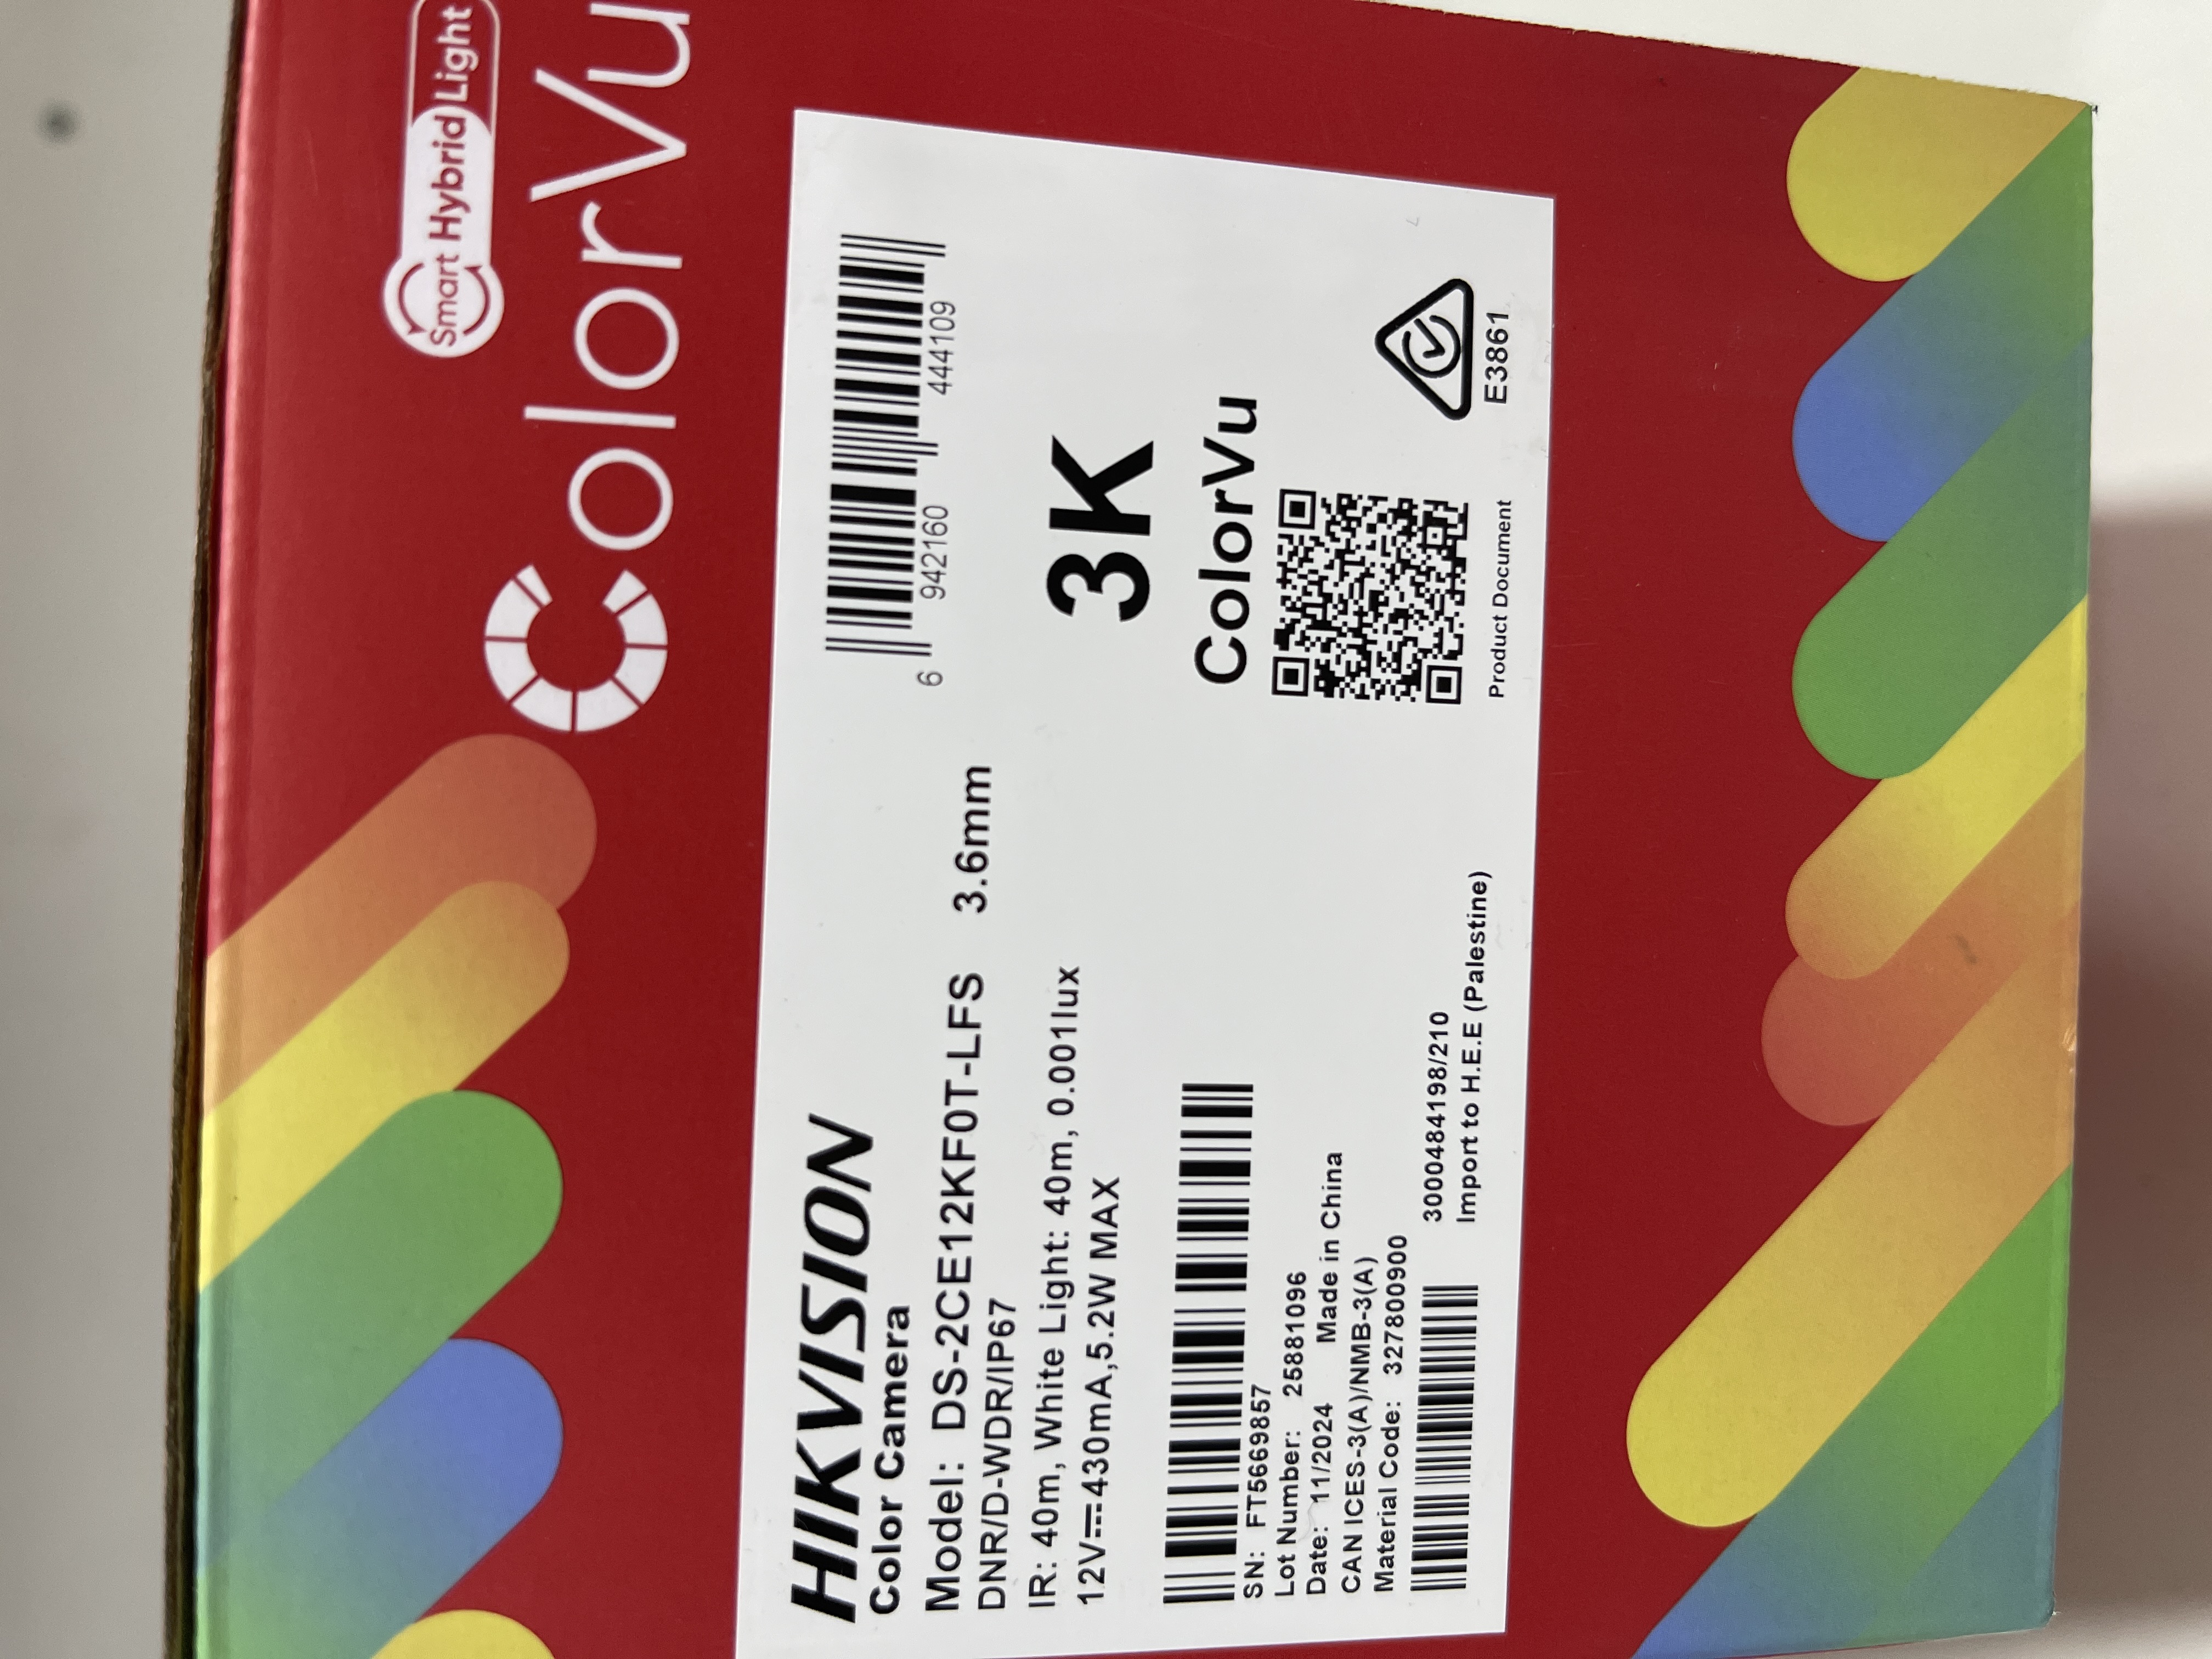 Smart Hybrid Light
ColorVu
HIKVISION
Color Camera
Model: DS-2CE12KF0T-LFS 3.6mm
DNR/D-WDR/IP67
IR: 40m, White Light: 40m, 0.001lux
12V⎓430mA,5.2W MAX
6 942160 444109
3K
ColorVu
SN: FT5669857
Lot Number: 25881096
Date: 11/2024 Made in China
CAN ICES-3(A)/NMB-3(A)
Material Code: 327800900
3000484198/210
Import to H.E.E (Palestine)
Product Document
E3861